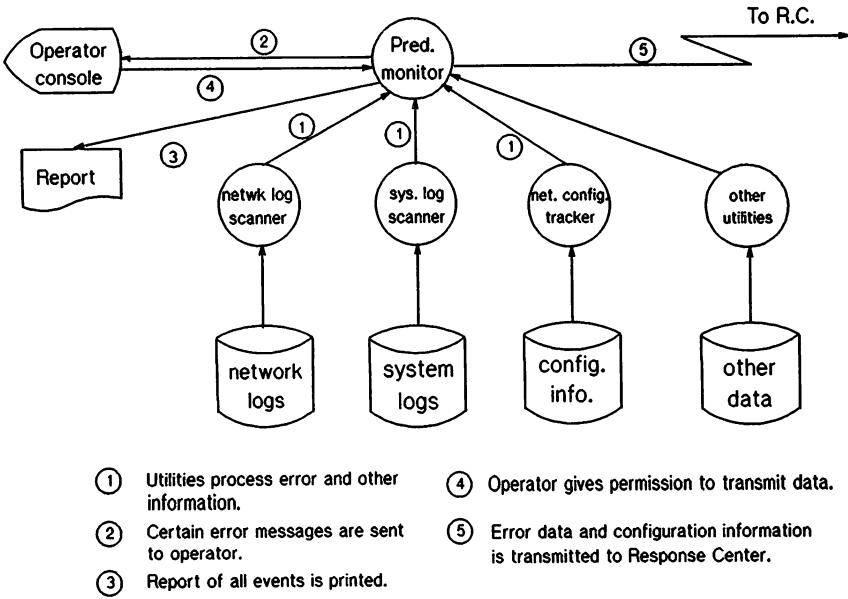 To R.C.
Operator
console
2
4
Pred.
monitor
5
1
1
1
3
Report
netwk log
scanner
sys. log
scanner
net. config.
tracker
other
utilities
network
logs
system
logs
config.
info.
other
data
1 Utilities process error and other
information.
2 Certain error messages are sent
to operator.
3 Report of all events is printed.
4 Operator gives permission to transmit data.
5 Error data and configuration information
is transmitted to Response Center.